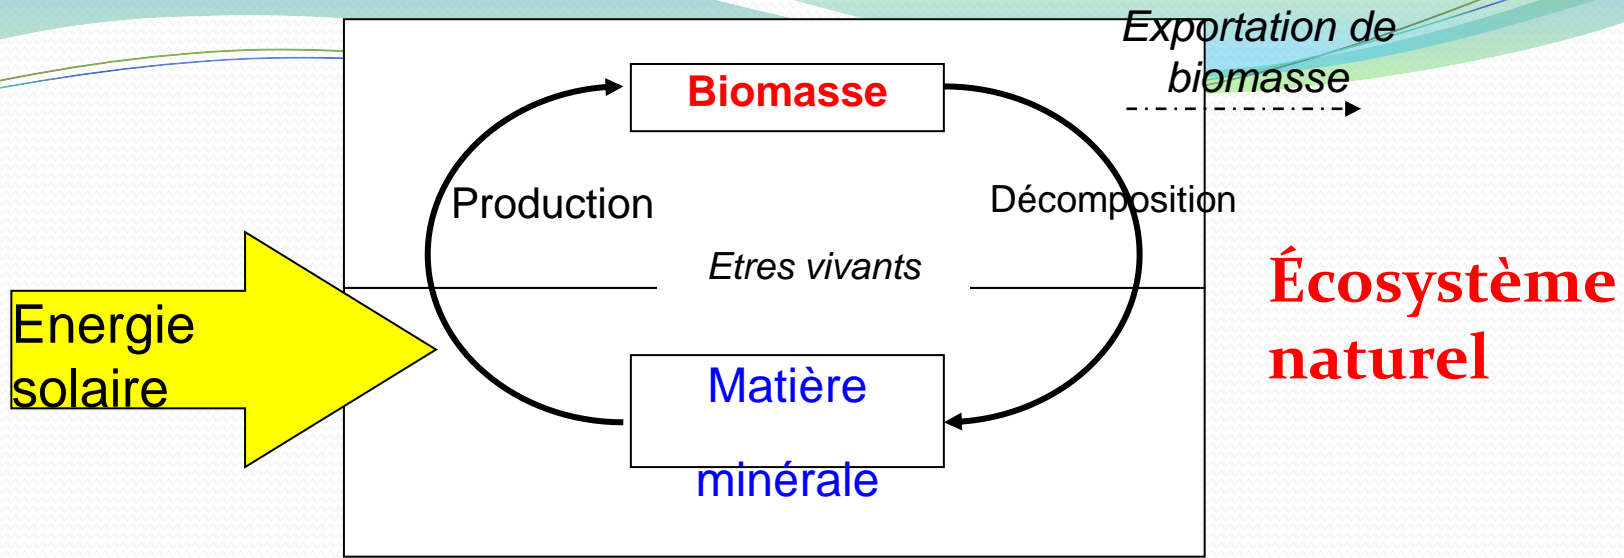 Exportation de
biomasse
Biomasse
Production
Décomposition
Etres vivants
Energie
solaire
Matière
minérale
Écosystème
naturel